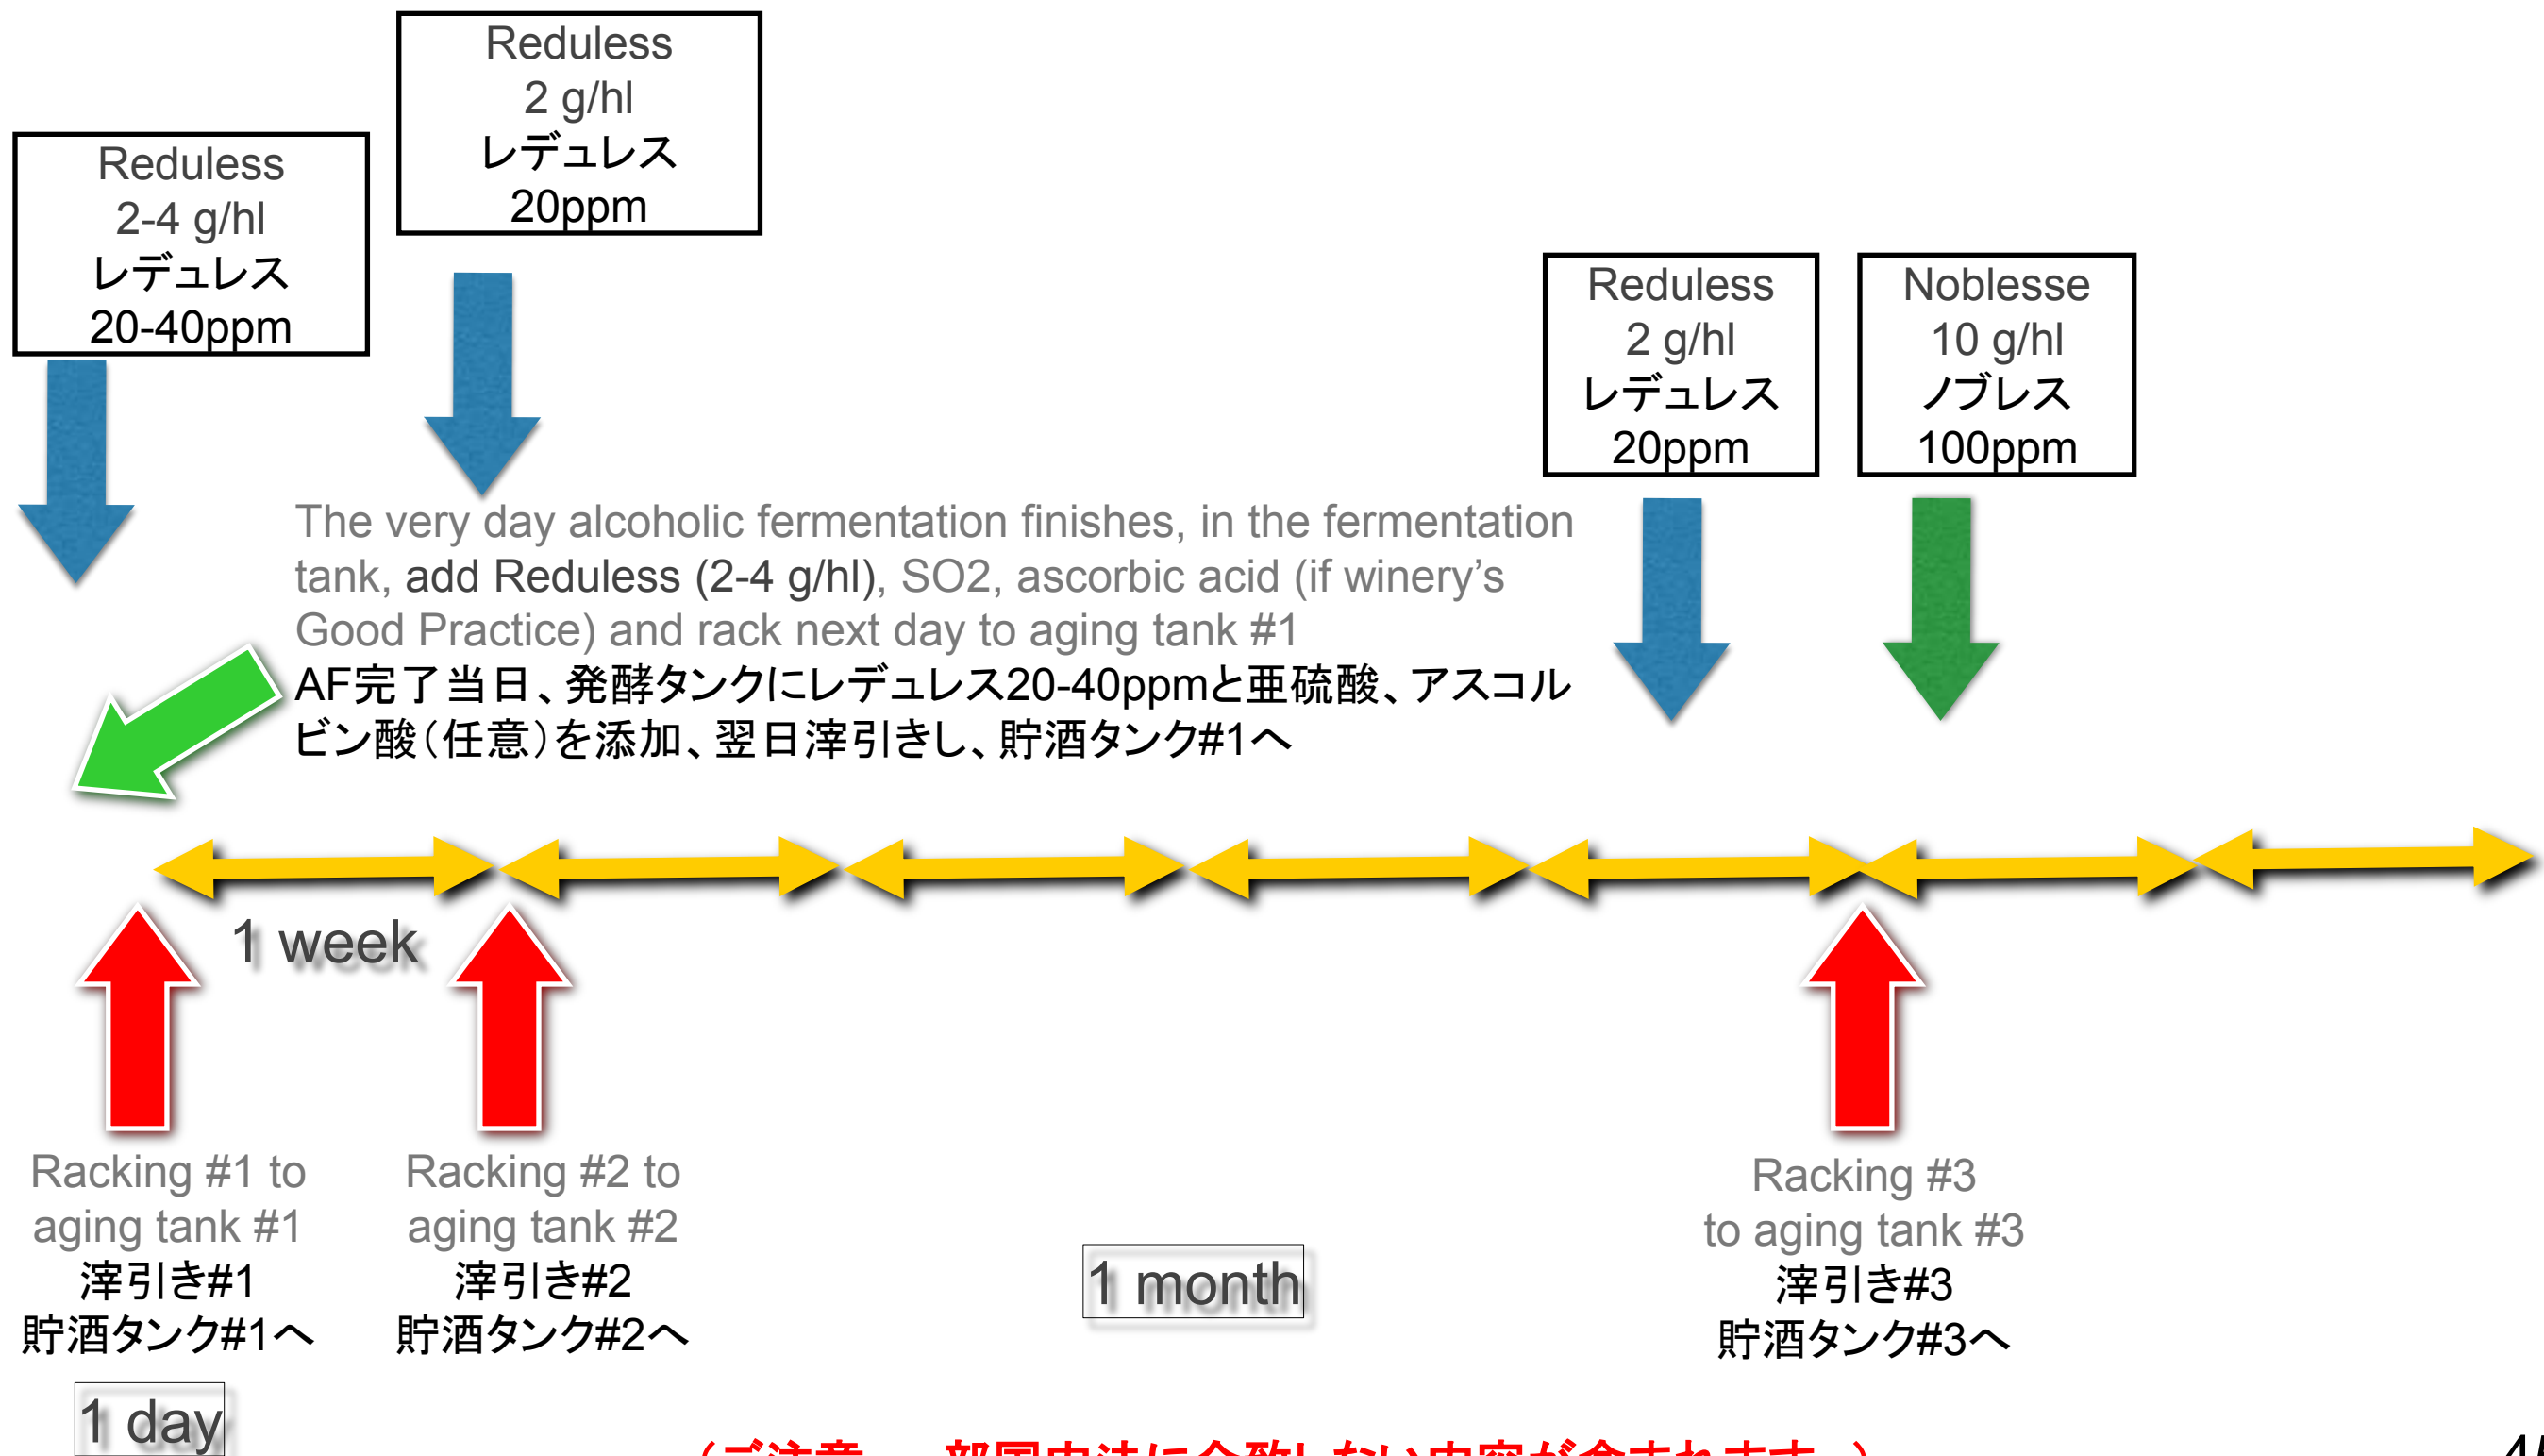 Reduless
2 g/hl
レデュレス
20ppm
Reduless
2-4 g/hl
レデュレス
20-40ppm
Reduless
2 g/hl
レデュレス
20ppm
Noblesse
10 g/hl
ノブレス
100ppm
The very day alcoholic fermentation finishes, in the fermentation
tank, add Reduless (2-4 g/hl), SO2, ascorbic acid (if winery’s
Good Practice) and rack next day to aging tank #1
AF完了当日、発酵タンクにレデュレス20-40ppmと亜硫酸、アスコル
ビン酸（任意）を添加、翌日滓引きし、貯酒タンク#1へ
1 week
Racking #1 to
aging tank #1
滓引き#1
貯酒タンク#1へ
Racking #2 to
aging tank #2
滓引き#2
貯酒タンク#2へ
Racking #3
to aging tank #3
滓引き#3
貯酒タンク#3へ
1 month
1 day